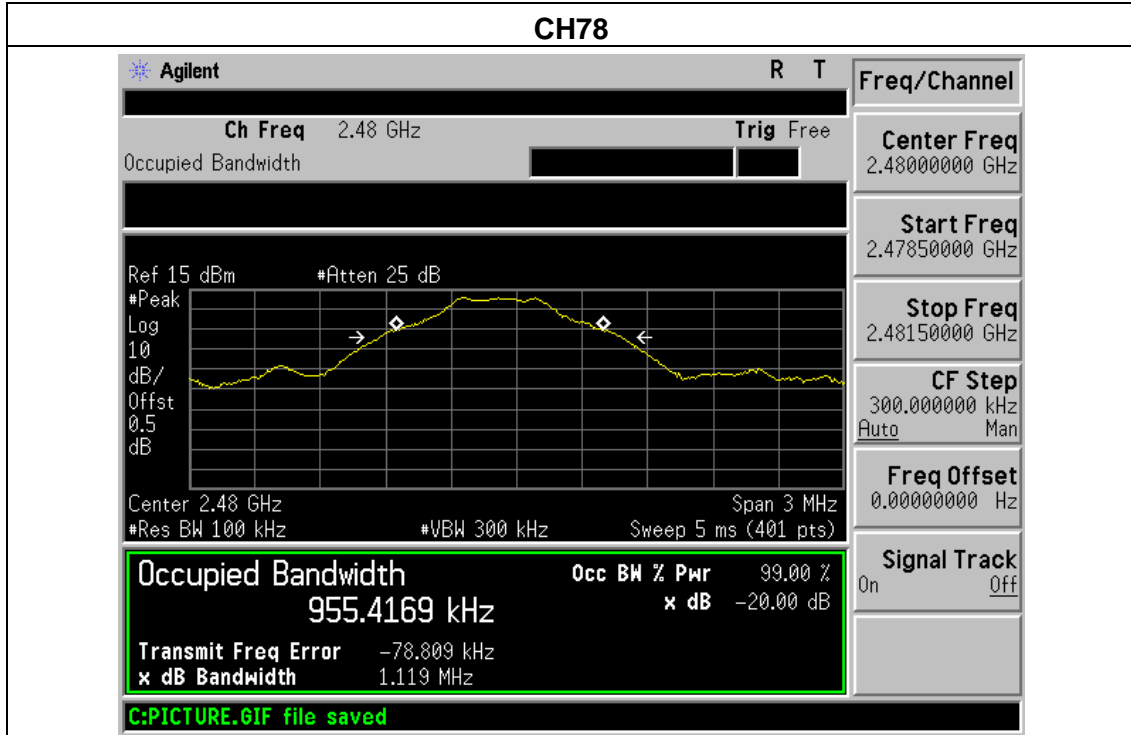 CH78
Agilent R T
Ch Freq 2.48 GHz Trig Free
Occupied Bandwidth
Ref 15 dBm #Atten 25 dB
#Peak
Log
10
dB/
Offst
0.5
dB
Center 2.48 GHz Span 3 MHz
#Res BW 100 kHz #VBW 300 kHz Sweep 5 ms (401 pts)
Occupied Bandwidth Occ BW % Pwr 99.00 %
955.4169 kHz x dB -20.00 dB
Transmit Freq Error -78.809 kHz
x dB Bandwidth 1.119 MHz
C:PICTURE.GIF file saved
Freq/Channel
Center Freq
2.48000000 GHz
Start Freq
2.47850000 GHz
Stop Freq
2.48150000 GHz
CF Step
300.000000 kHz
Auto Man
Freq Offset
0.00000000 Hz
Signal Track
On Off